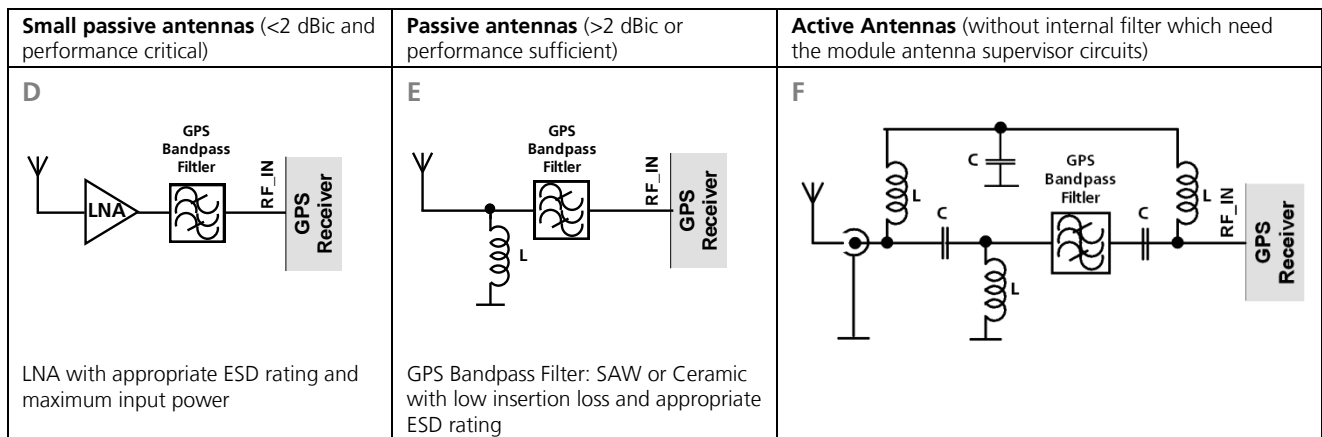 Small passive antennas (<2 dBic and
performance critical)
Passive antennas (>2 dBic or
performance sufficient)
Active Antennas (without internal filter which need
the module antenna supervisor circuits)
D
GPS
Bandpass
Filtler
LNA
RF_IN
GPS
Receiver
LNA with appropriate ESD rating and
maximum input power
E
GPS
Bandpass
Filtler
L
RF_IN
GPS
Receiver
GPS Bandpass Filter: SAW or Ceramic
with low insertion loss and appropriate
ESD rating
F
C
L
GPS
Bandpass
Filtler
L
C
C
L
RF_IN
GPS
Receiver